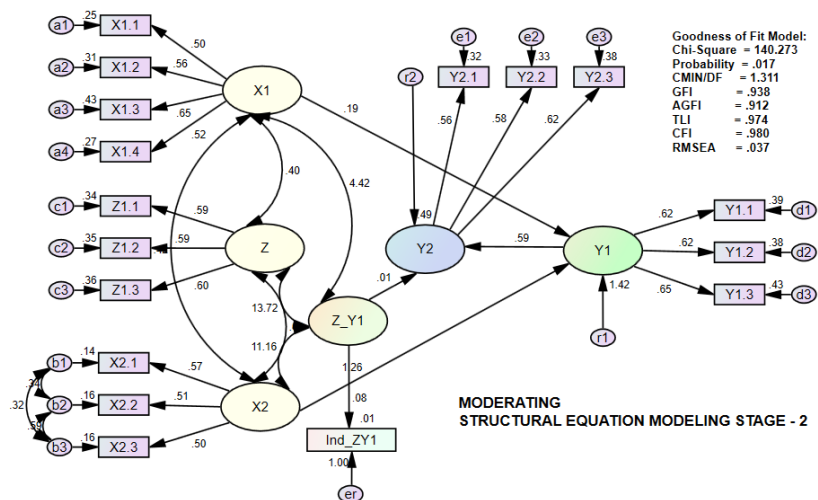 a1
.25
X1.1
a2
.31
X1.2
a3
.43
X1.3
a4
.27
X1.4
.50
.56
.65
.52
X1
c1
.34
Z1.1
c2
.35
Z1.2
c3
.36
Z1.3
.59
.59
.60
Z
b1
.14
X2.1
b2
.16
X2.2
b3
.16
X2.3
.57
.51
.50
X2
.34
.32
.59
.40
4.42
13.72
11.16
Z_Y1
.01
1.26
.08
.01
Ind_ZY1
1.00
er
r2
.49
Y2
e1
.32
Y2.1
e2
.33
Y2.2
e3
.38
Y2.3
.56
.58
.62
.19
.59
Y1
1.42
r1
.62
.62
.65
Y1.1
.39
d1
Y1.2
.38
d2
Y1.3
.43
d3
Goodness of Fit Model:
Chi-Square = 140.273
Probability = .017
CMIN/DF = 1.311
GFI = .938
AGFI = .912
TLI = .974
CFI = .980
RMSEA = .037
MODERATING
STRUCTURAL EQUATION MODELING STAGE - 2